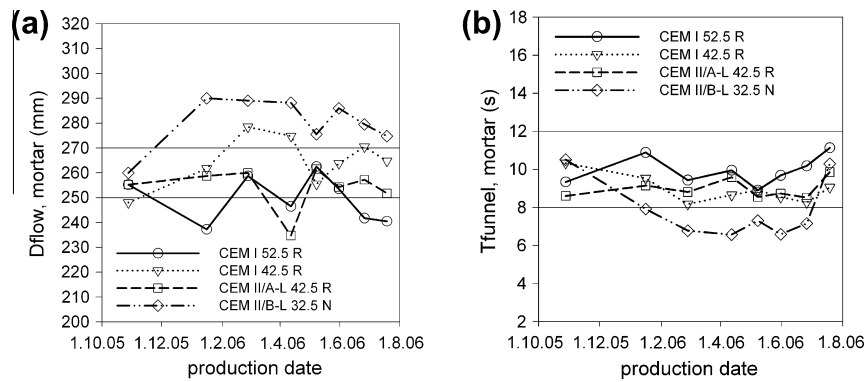 (a)
320
310
300
290
280
270
260
250
240
230
220
210
200
Dflow, mortar (mm)
CEM I 52.5 R
CEM I 42.5 R
CEM II/A-L 42.5 R
CEM II/B-L 32.5 N
1.10.05 1.12.05 1.2.06 1.4.06 1.6.06 1.8.06
production date
(b)
18
16
14
12
10
8
6
4
2
0
Tfunnel, mortar (s)
CEM I 52.5 R
CEM I 42.5 R
CEM II/A-L 42.5 R
CEM II/B-L 32.5 N
1.10.05 1.12.05 1.2.06 1.4.06 1.6.06 1.8.06
production date